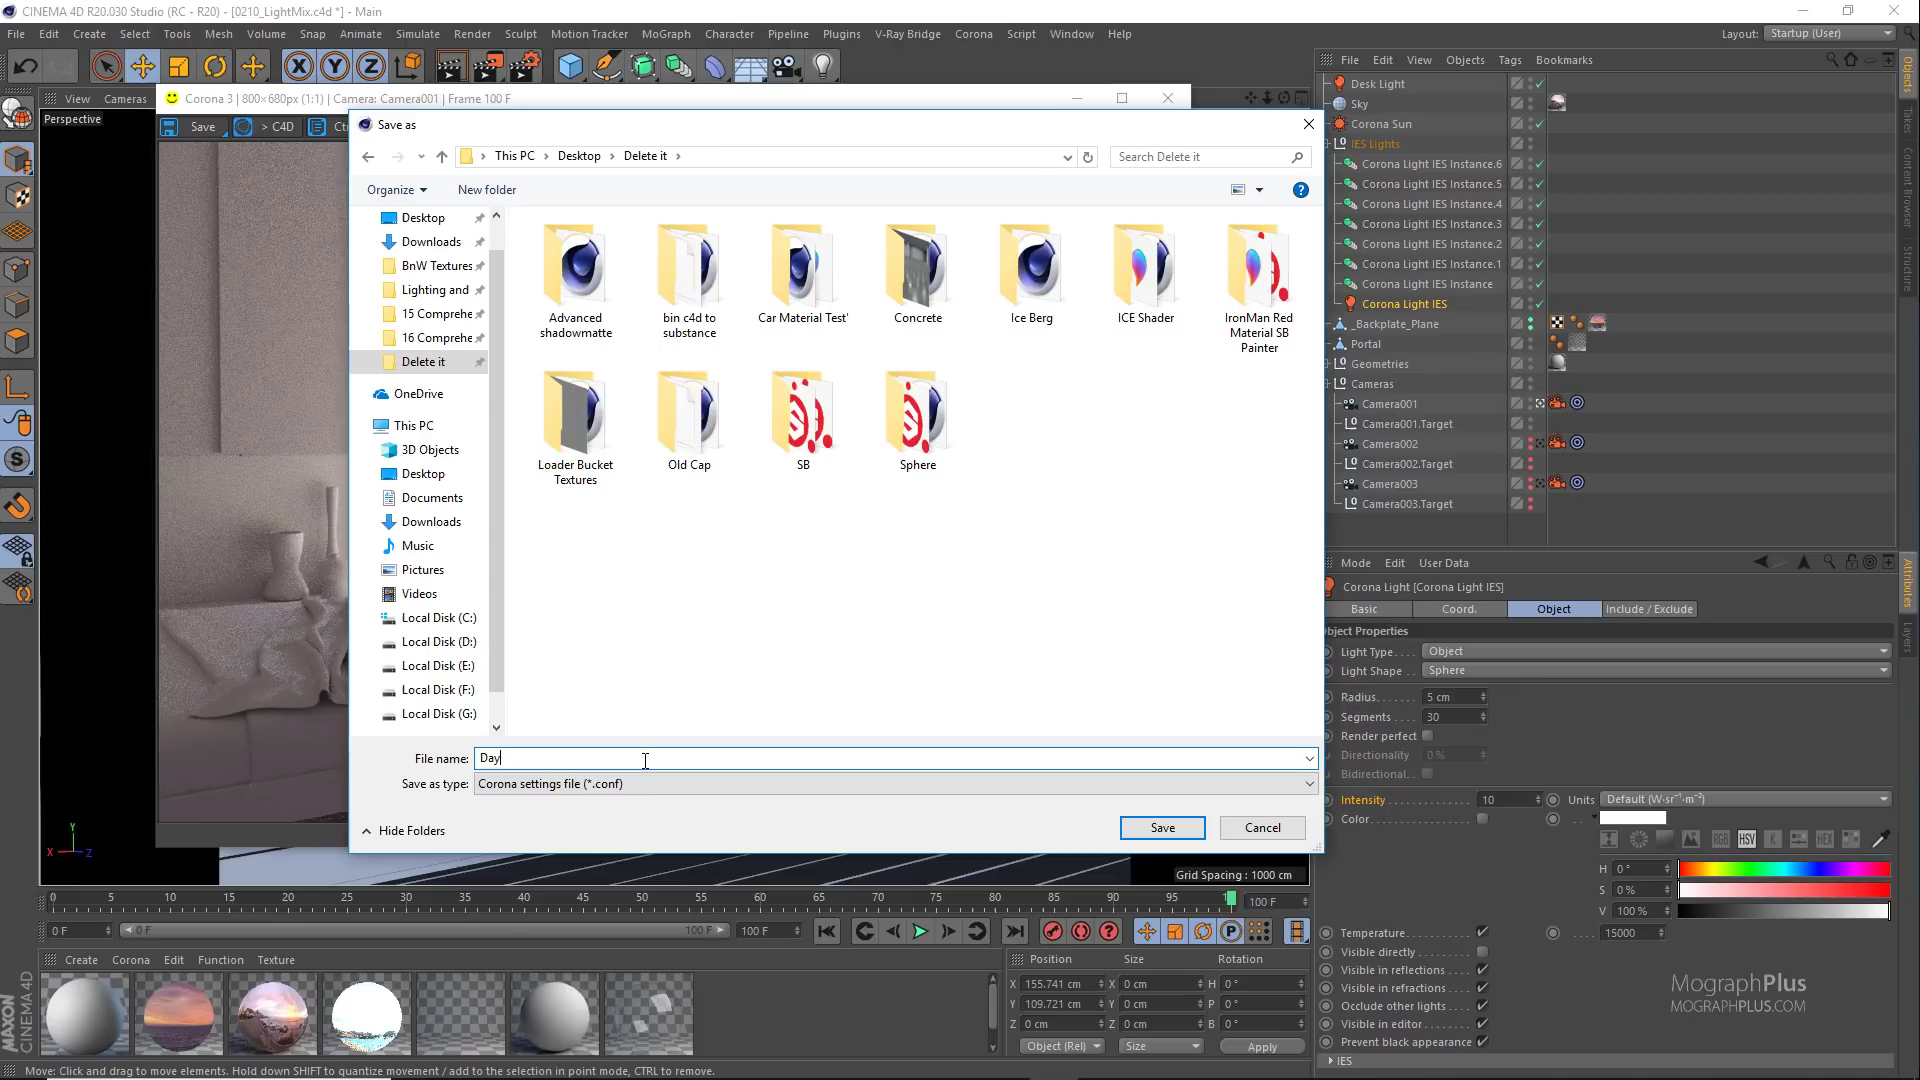 CINEMA 4D R20.030 Studio (RC - R20) - [0210_LightMix.c4d *] - Main
File Edit Create Select Tools Mesh Volume Snap Animate Simulate Render Sculpt Motion Tracker MoGraph Character Pipeline Plugins V-Ray Bridge Corona Script Window Help
Layout: Startup (User)
X Y Z
File Edit View Objects Tags Bookmarks
View Cameras
Corona 3 | 800×680px (1:1) | Camera: Camera001 | Frame 100 F
Perspective
Save > C4D
Save as
This PC Desktop Delete it
Search Delete it
Organize New folder
Desktop
Downloads
BnW Textures
Lighting and
15 Comprehe
16 Comprehe
Delete it
OneDrive
This PC
3D Objects
Desktop
Documents
Downloads
Music
Pictures
Videos
Local Disk (C:)
Local Disk (D:)
Local Disk (E:)
Local Disk (F:)
Local Disk (G:)
Advanced shadowmatte
bin c4d to substance
Car Material Test'
Concrete
Ice Berg
ICE Shader
IronMan Red Material SB Painter
Loader Bucket Textures
Old Cap
SB
Sphere
File name: Day
Save as type: Corona settings file (*.conf)
Hide Folders
Save Cancel
Desk Light
Sky
Corona Sun
IES Lights
Corona Light IES Instance.6
Corona Light IES Instance.5
Corona Light IES Instance.4
Corona Light IES Instance.3
Corona Light IES Instance.2
Corona Light IES Instance.1
Corona Light IES Instance
Corona Light IES
_Backplate_Plane
Portal
Geometries
Cameras
Camera001
Camera001.Target
Camera002
Camera002.Target
Camera003
Camera003.Target
Objects
Takes
Content Browser
Structure
Mode Edit User Data
Corona Light [Corona Light IES]
Basic Coord. Object Include / Exclude
bject Properties
Light Type.... Object
Light Shape .. Sphere
Radius....... 5 cm
Segments .... 30
Render perfect
Directionality 0 %
Bidirectional.
Intensity 10 Units Default (W·sr⁻¹·m⁻²)
Color....
RGB HSV K HEX
H 0 °
S 0 %
V 100 %
Temperature. 15000
Visible directly
Visible in reflections
Visible in refractions
Occlude other lights
Visible in editor
Prevent black appearance
IES
Attributes
Layers
Y
X Z
Grid Spacing : 1000 cm
0 5 10 15 20 25 30 35 40 45 50 55 60 65 70 75 80 85 90 95
100 F
0 F 0 F 100 F 100 F
Create Corona Edit Function Texture
Position Size Rotation
X 155.741 cm X 0 cm H 0 °
Y 109.721 cm Y 0 cm P 0 °
Z 0 cm Z 0 cm B 0 °
Object (Rel) Size Apply
MAXON CINEMA 4D
MographPlus
MOGRAPHPLUS.COM
Move: Click and drag to move elements. Hold down SHIFT to quantize movement / add to the selection in point mode, CTRL to remove.